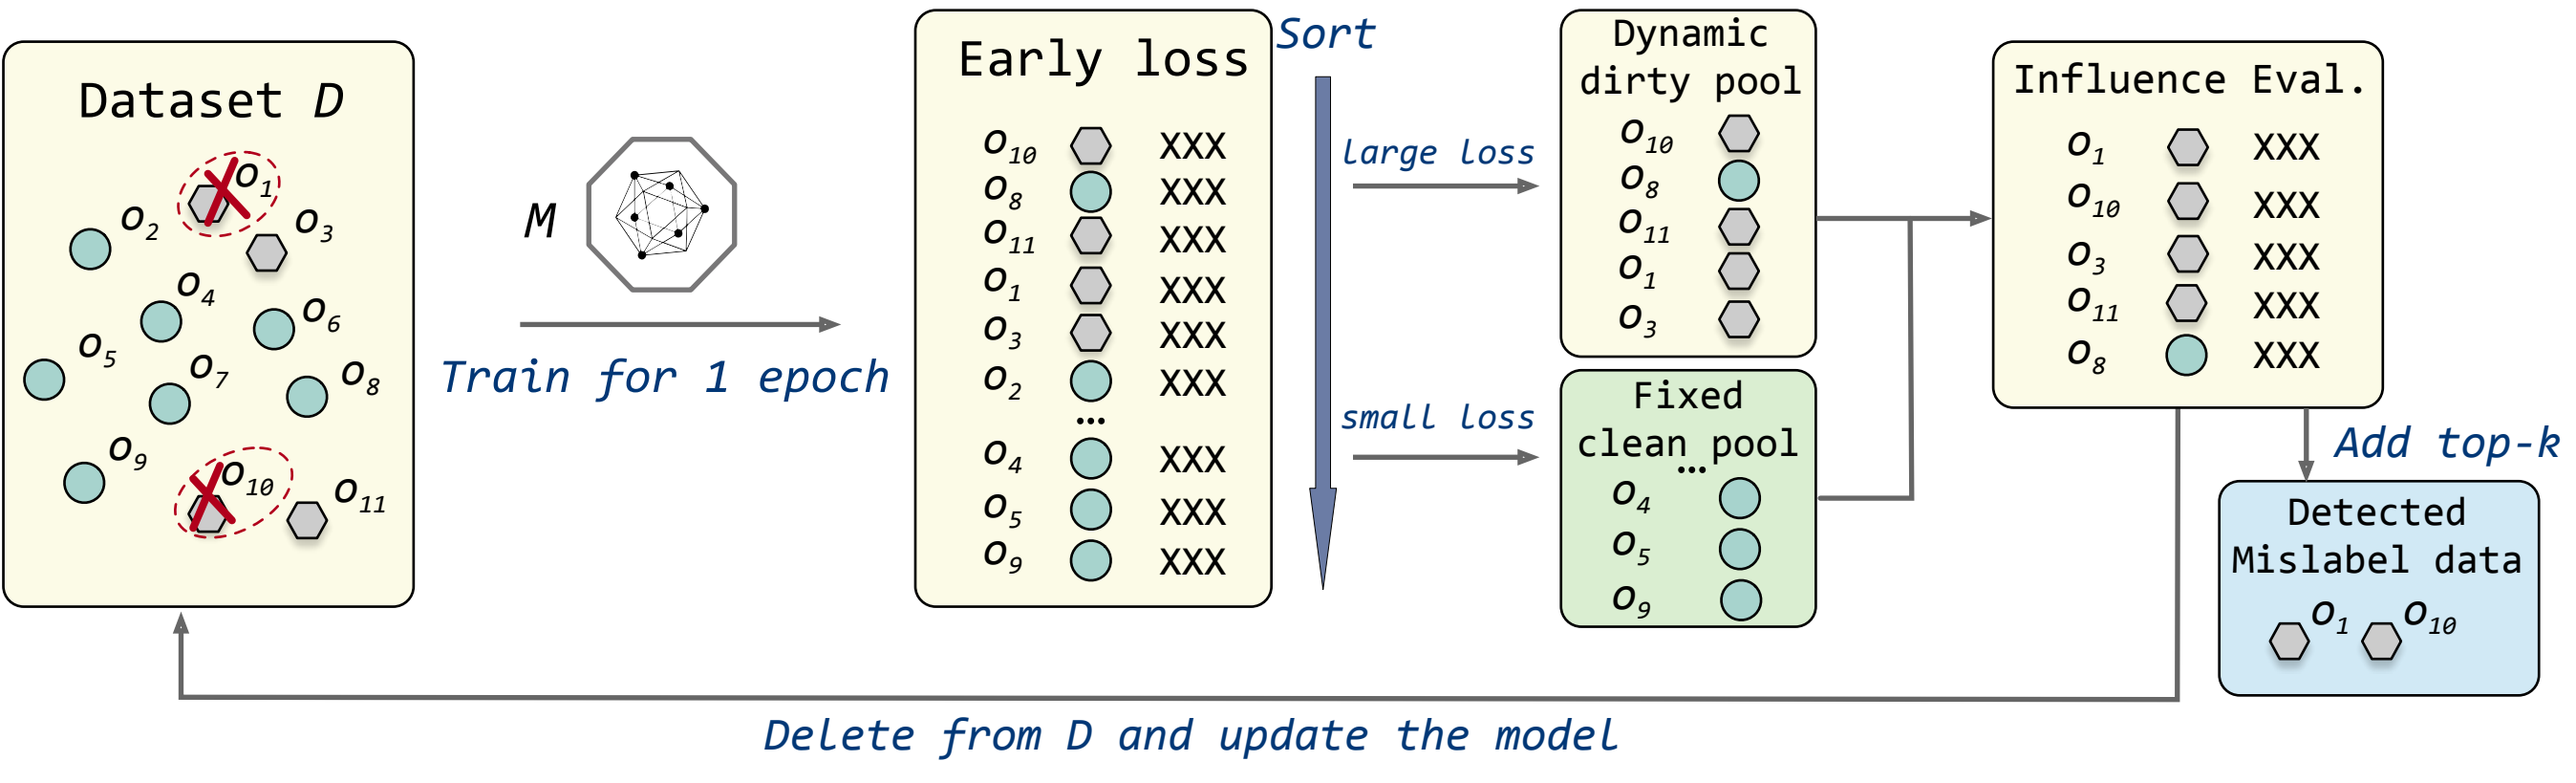 Dataset D
o1
o2
o3
o4
o6
o5
o7
o8
o9
o10
o11
M
Train for 1 epoch
Early loss
o10 XXX
o8 XXX
o11 XXX
o1 XXX
o3 XXX
o2 XXX
...
o4 XXX
o5 XXX
o9 XXX
Sort
large loss
small loss
Dynamic
dirty pool
o10
o8
o11
o1
o3
Fixed
clean pool
...
o4
o5
o9
Influence Eval.
o1 XXX
o10 XXX
o3 XXX
o11 XXX
o8 XXX
Add top-k
Detected
Mislabel data
o1 o10
Delete from D and update the model